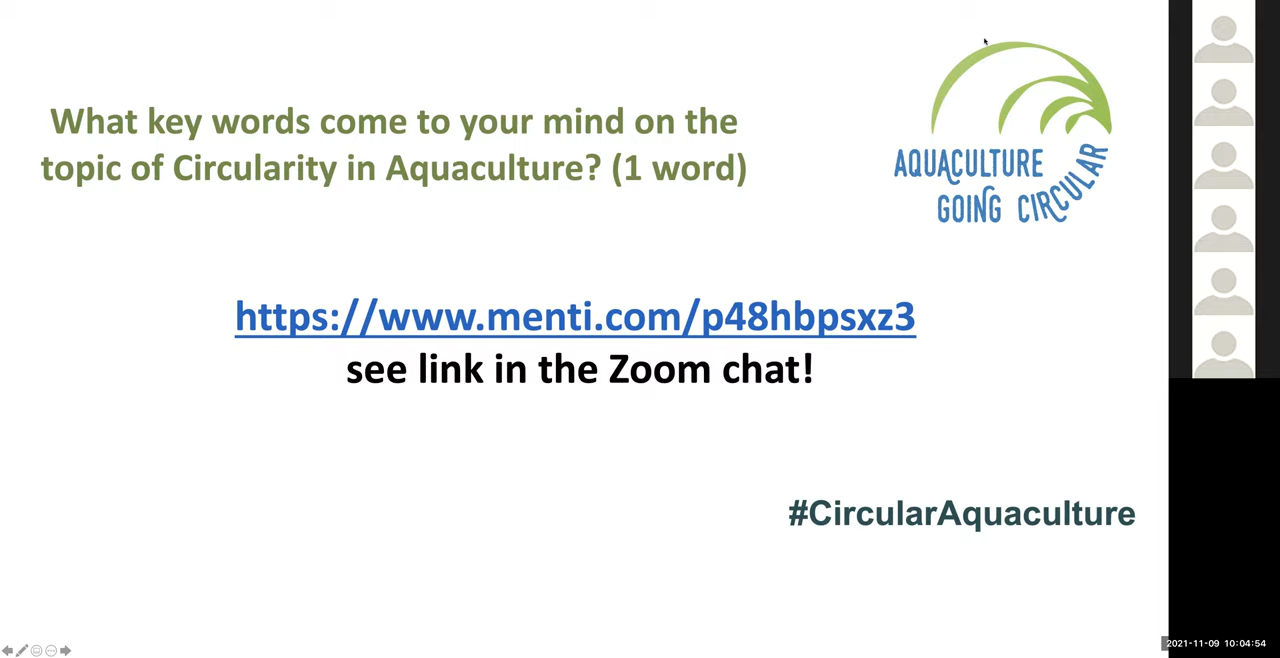 What key words come to your mind on the
topic of Circularity in Aquaculture? (1 word)
AQUACULTURE
GOING CIRCULAR
https://www.menti.com/p48hbpsxz3
see link in the Zoom chat!
#CircularAquaculture
2021-11-09 10:04:54